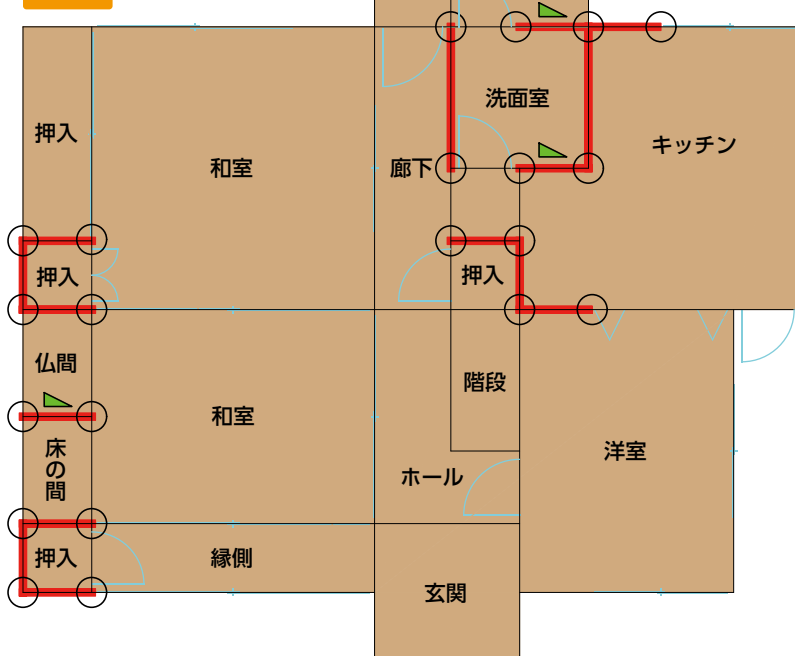 洗面室
押入
キッチン
和室
廊下
押入
押入
仏間
階段
和室
床の間
洋室
ホール
押入
縁側
玄関